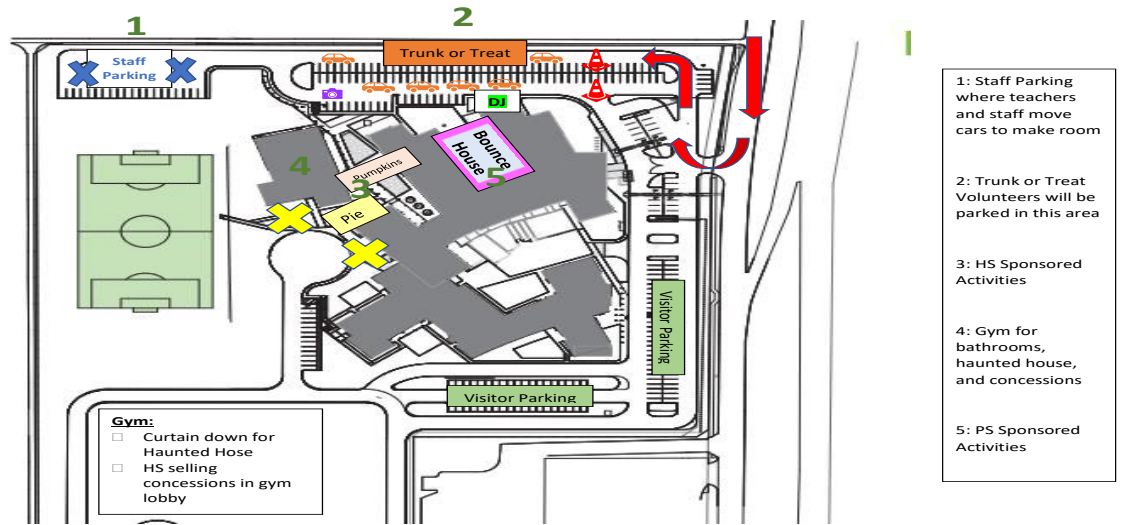 1
2
Staff
Parking
Trunk or Treat
DJ
Bounce
House
5
4
Pumpkins
3
Pie
Visitor Parking
Visitor Parking
Gym:
Curtain down for
Haunted Hose
HS selling
concessions in gym
lobby
1: Staff Parking
where teachers
and staff move
cars to make room
2: Trunk or Treat
Volunteers will be
parked in this area
3: HS Sponsored
Activities
4: Gym for
bathrooms,
haunted house,
and concessions
5: PS Sponsored
Activities